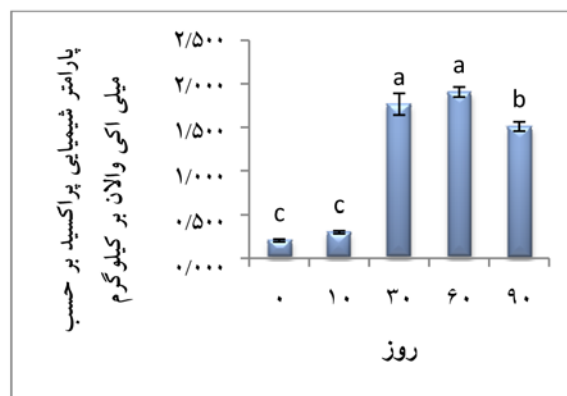 پارامتر شیمیایی پراکسید بر حسب
میلی اکی والان بر کیلوگرم
۲/۵۰۰
۲/۰۰۰
۱/۵۰۰
۱/۰۰۰
۰/۵۰۰
۰/۰۰۰
c c a a b
۰ ۱۰ ۳۰ ۶۰ ۹۰
روز